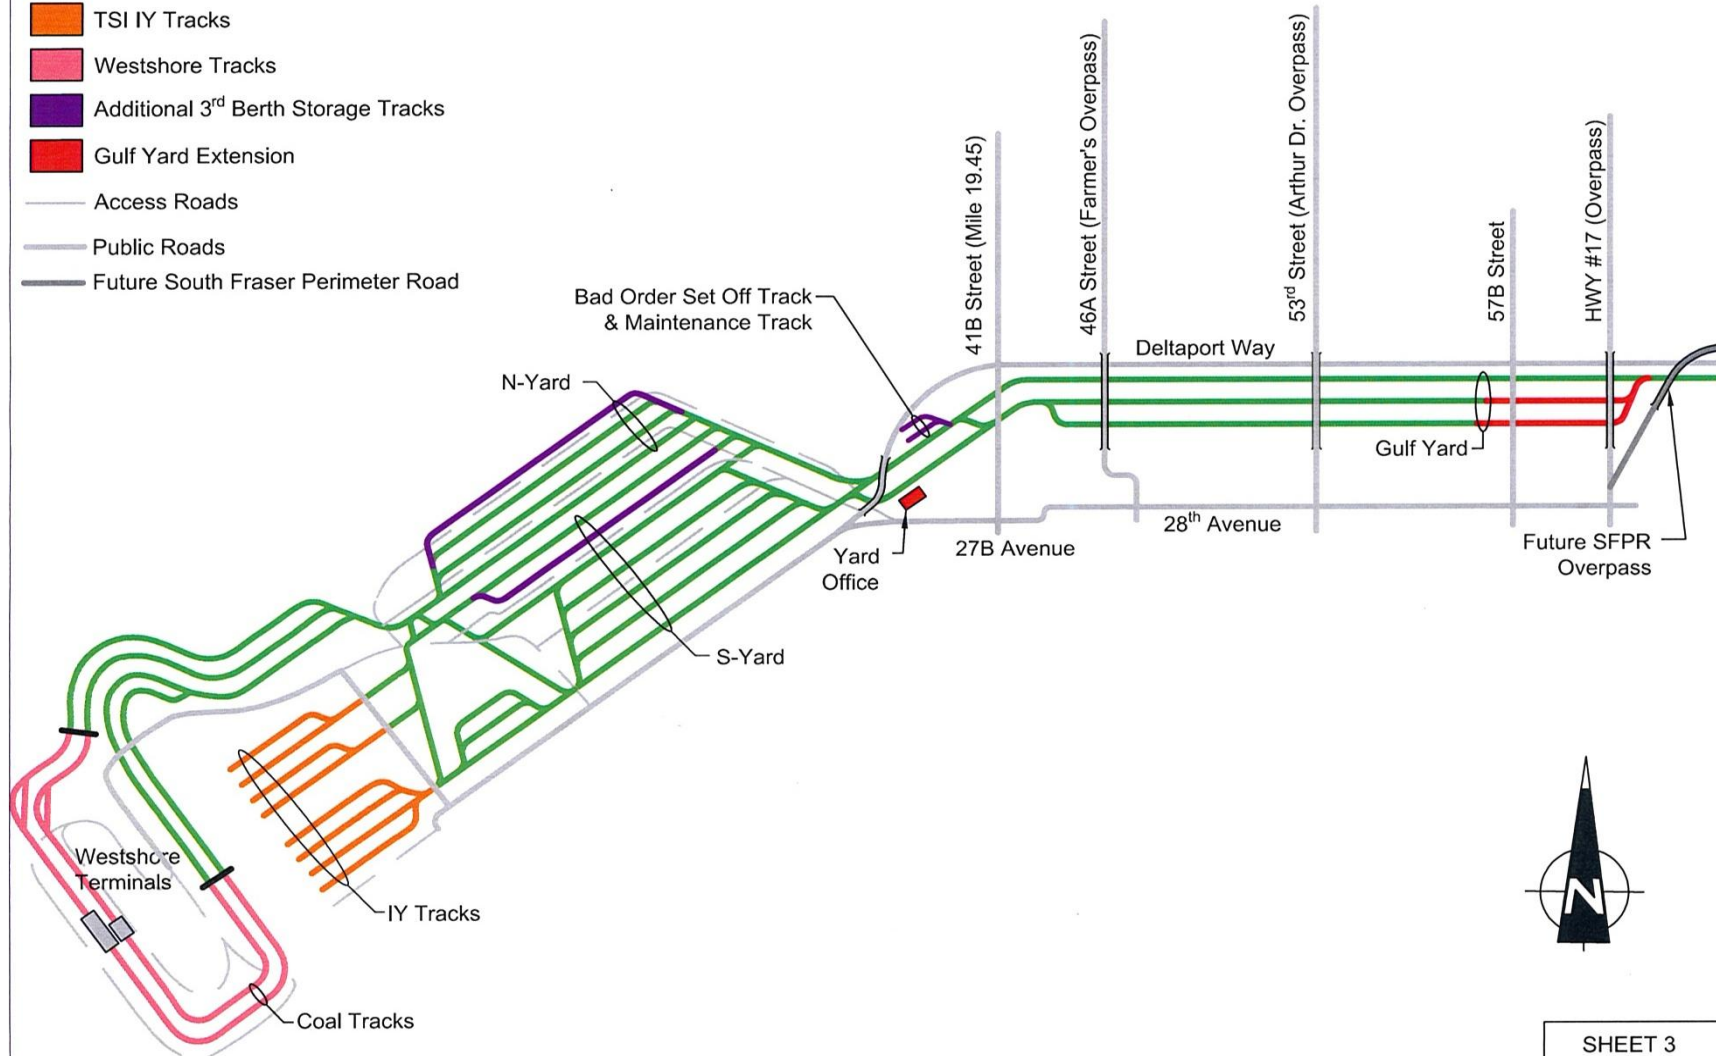 TSI IY Tracks
Westshore Tracks
Additional 3rd Berth Storage Tracks
Gulf Yard Extension
Access Roads
Public Roads
Future South Fraser Perimeter Road
Bad Order Set Off Track
& Maintenance Track
N-Yard
41B Street (Mile 19.45)
46A Street (Farmer's Overpass)
53rd Street (Arthur Dr. Overpass)
57B Street
HWY #17 (Overpass)
Deltaport Way
Gulf Yard
28th Avenue
27B Avenue
Yard
Office
Future SFPR
Overpass
S-Yard
Westshore
Terminals
IY Tracks
Coal Tracks
N
SHEET 3